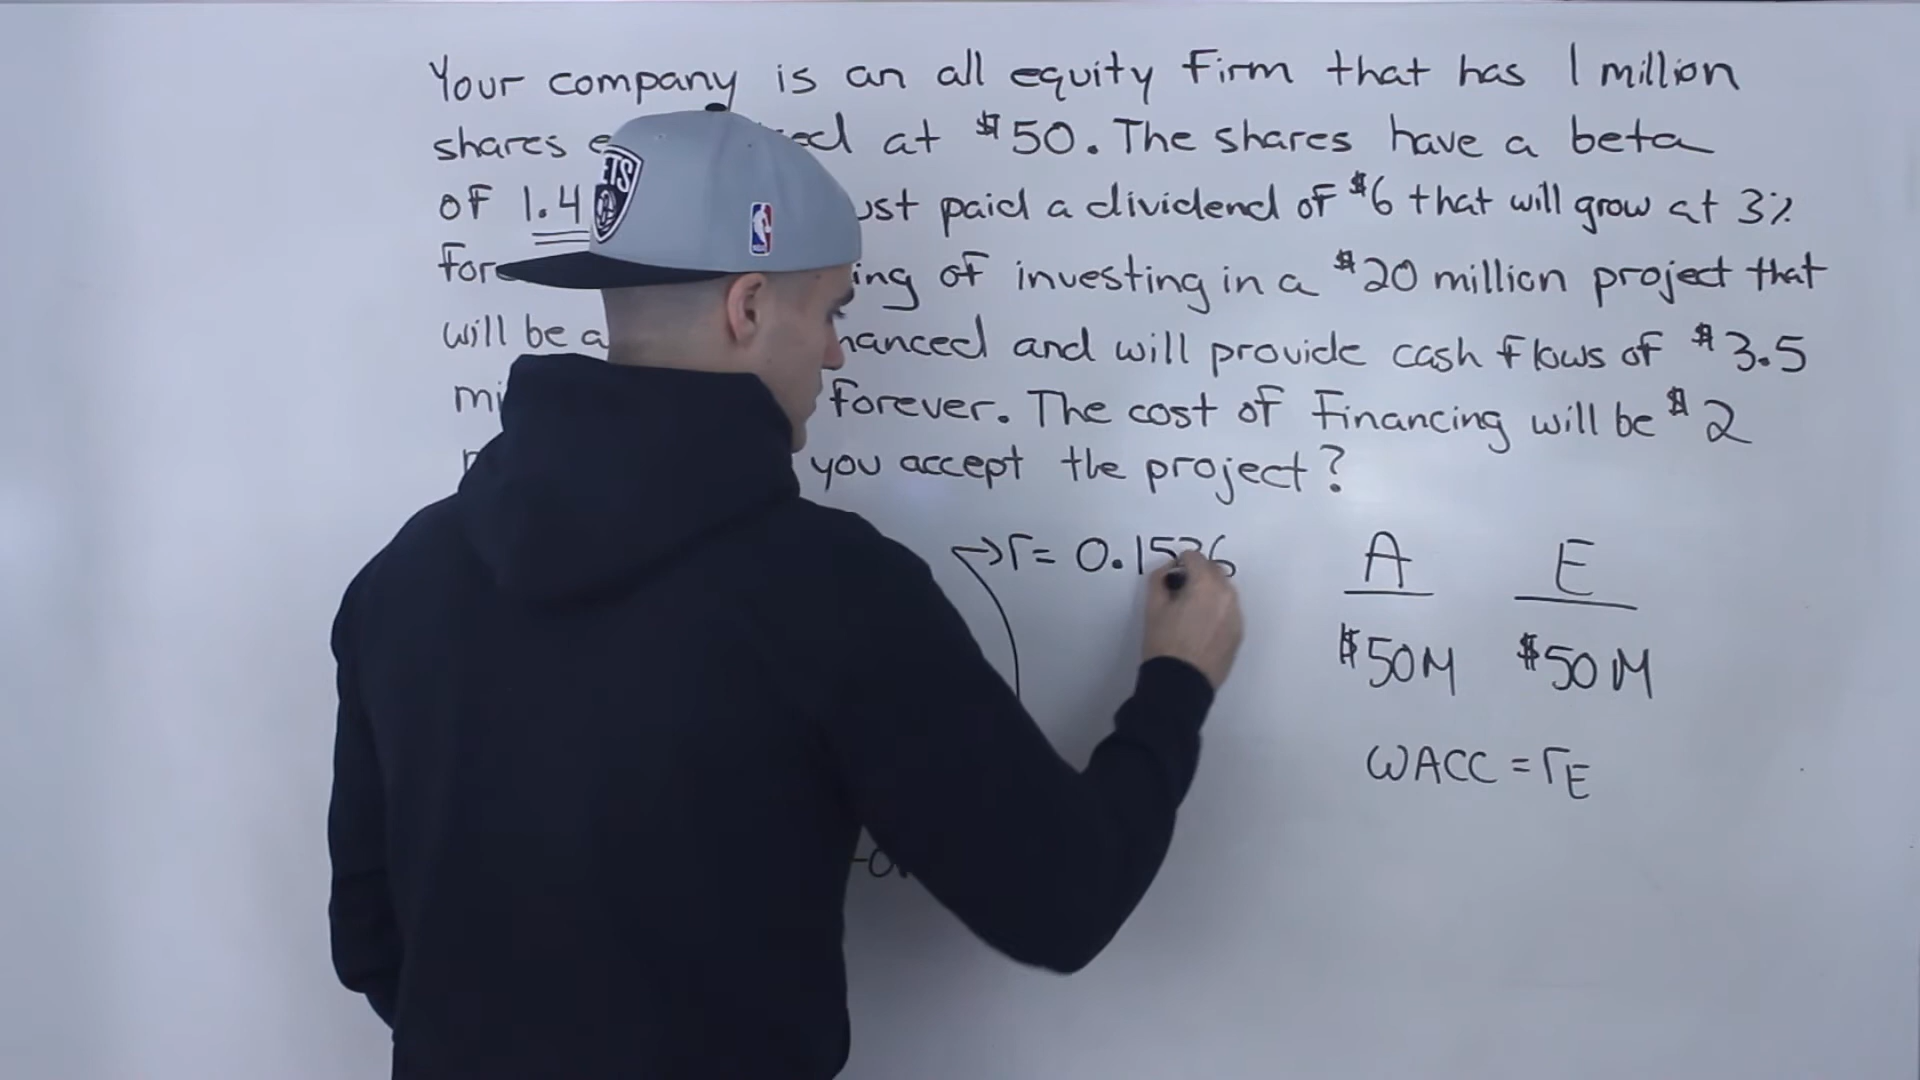 Your company is an all equity firm that has 1 million
shares at $50. The shares have a beta
of 1.4 paid a dividend of $6 that will grow at 3%
of investing in a $20 million project that
will be and will provide cash flows of $3.5
forever. The cost of financing will be $2
you accept the project?
r = 0.1536
A E
$50M $50M
WACC = rE
ETS